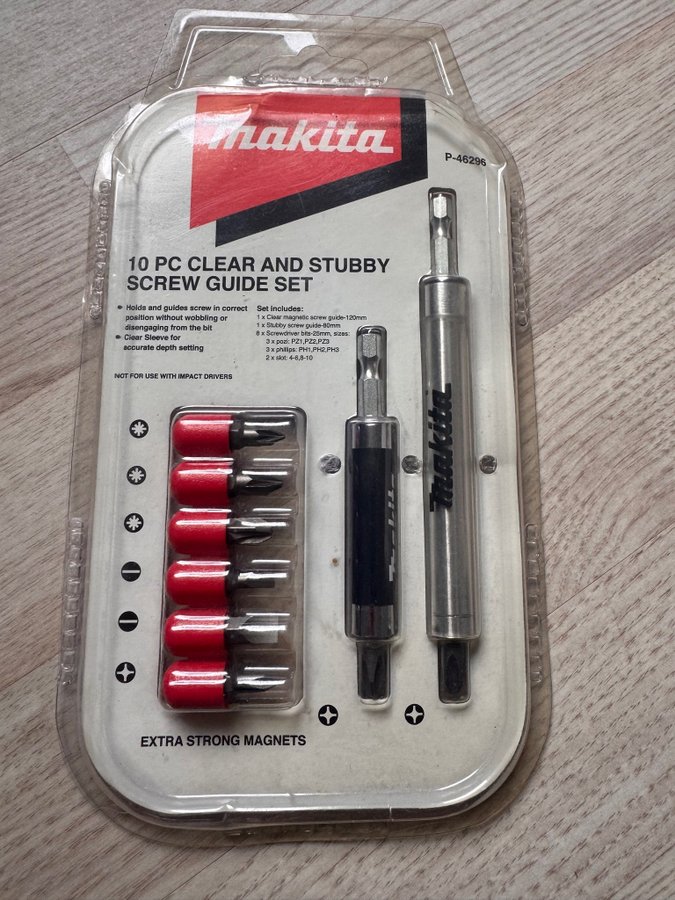 makita
P-46296
10 PC CLEAR AND STUBBY
SCREW GUIDE SET
Holds and guides screw in correct
position without wobbling or
disengaging from the bit
Clear Sleeve for
accurate depth setting
Set includes:
1 x Clear magnetic screw guide-120mm
1 x Stubby screw guide-80mm
8 x Screwdriver bits-25mm, sizes:
3 x pozi: PZ1,PZ2,PZ3
3 x phillips: PH1,PH2,PH3
2 x slot: 4-6,8-10
NOT FOR USE WITH IMPACT DRIVERS
Makita
Makit
EXTRA STRONG MAGNETS